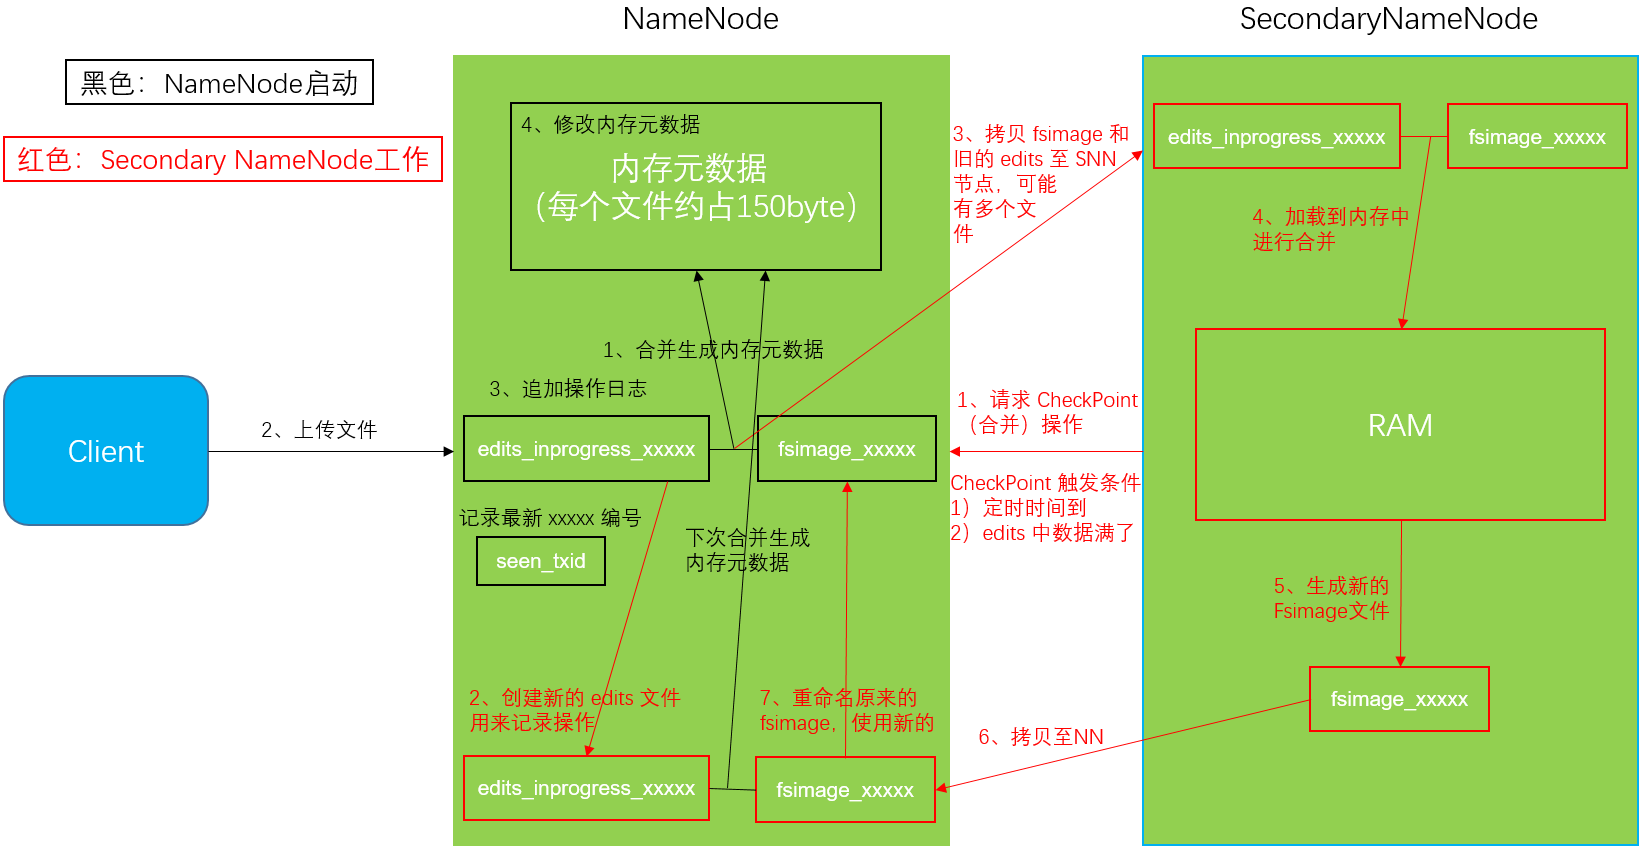 NameNode
SecondaryNameNode
黑色：NameNode启动
红色：Secondary NameNode工作
4、修改内存元数据
内存元数据
（每个文件约占150byte）
3、拷贝 fsimage 和
旧的 edits 至 SNN
节点，可能
有多个文
件
edits_inprogress_xxxxx
fsimage_xxxxx
4、加载到内存中
进行合并
1、合并生成内存元数据
3、追加操作日志
Client
2、上传文件
edits_inprogress_xxxxx
fsimage_xxxxx
1、请求 CheckPoint
（合并）操作
RAM
CheckPoint 触发条件
1）定时时间到
2）edits 中数据满了
记录最新 xxxxx 编号
seen_txid
下次合并生成
内存元数据
5、生成新的
Fsimage文件
2、创建新的 edits 文件
用来记录操作
7、重命名原来的
fsimage，使用新的
fsimage_xxxxx
6、拷贝至NN
edits_inprogress_xxxxx
fsimage_xxxxx